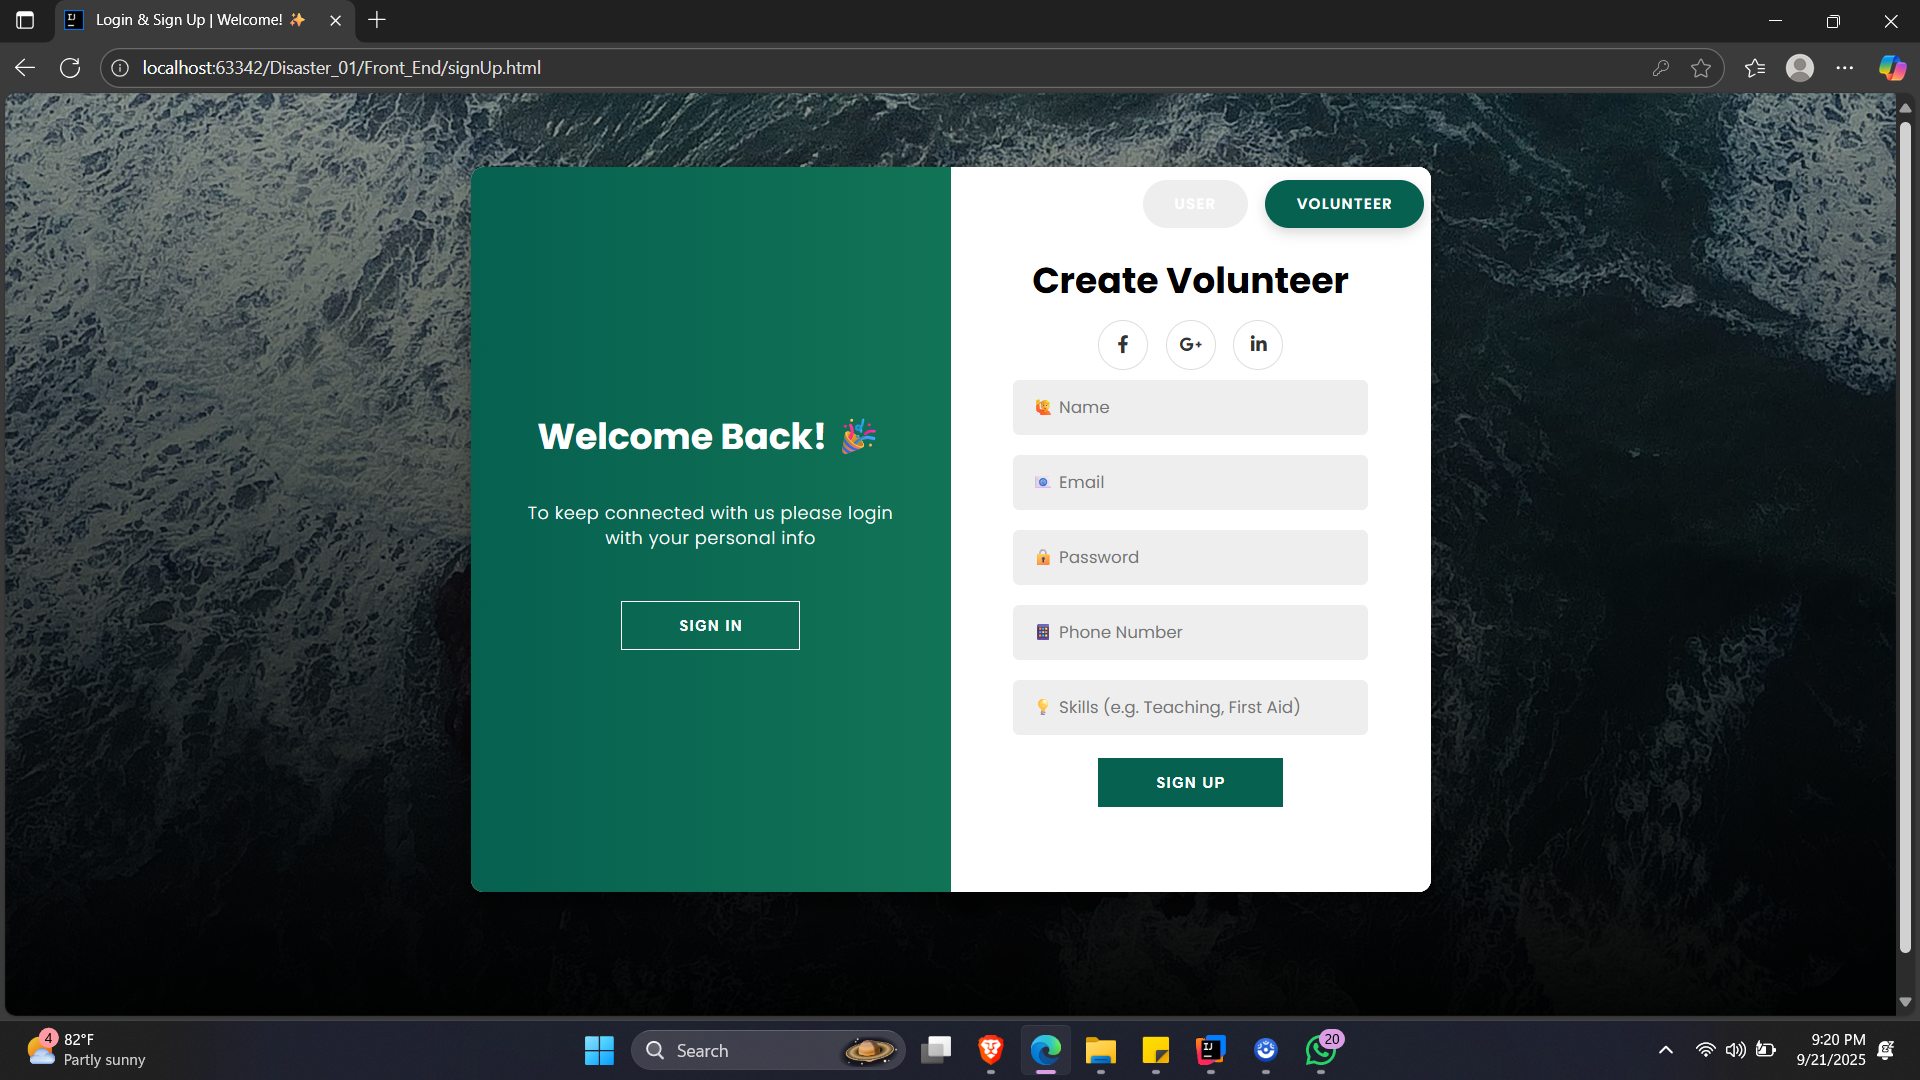 Login & Sign Up | Welcome! ✨
localhost:63342/Disaster_01/Front_End/signUp.html
USER
VOLUNTEER
Create Volunteer
f
G+
in
🙋 Name
📧 Email
🔒 Password
📱 Phone Number
💡 Skills (e.g. Teaching, First Aid)
SIGN UP
Welcome Back! 🎉
To keep connected with us please login
with your personal info
SIGN IN
4
82°F
Partly sunny
Search
IJ
20
9:20 PM
9/21/2025